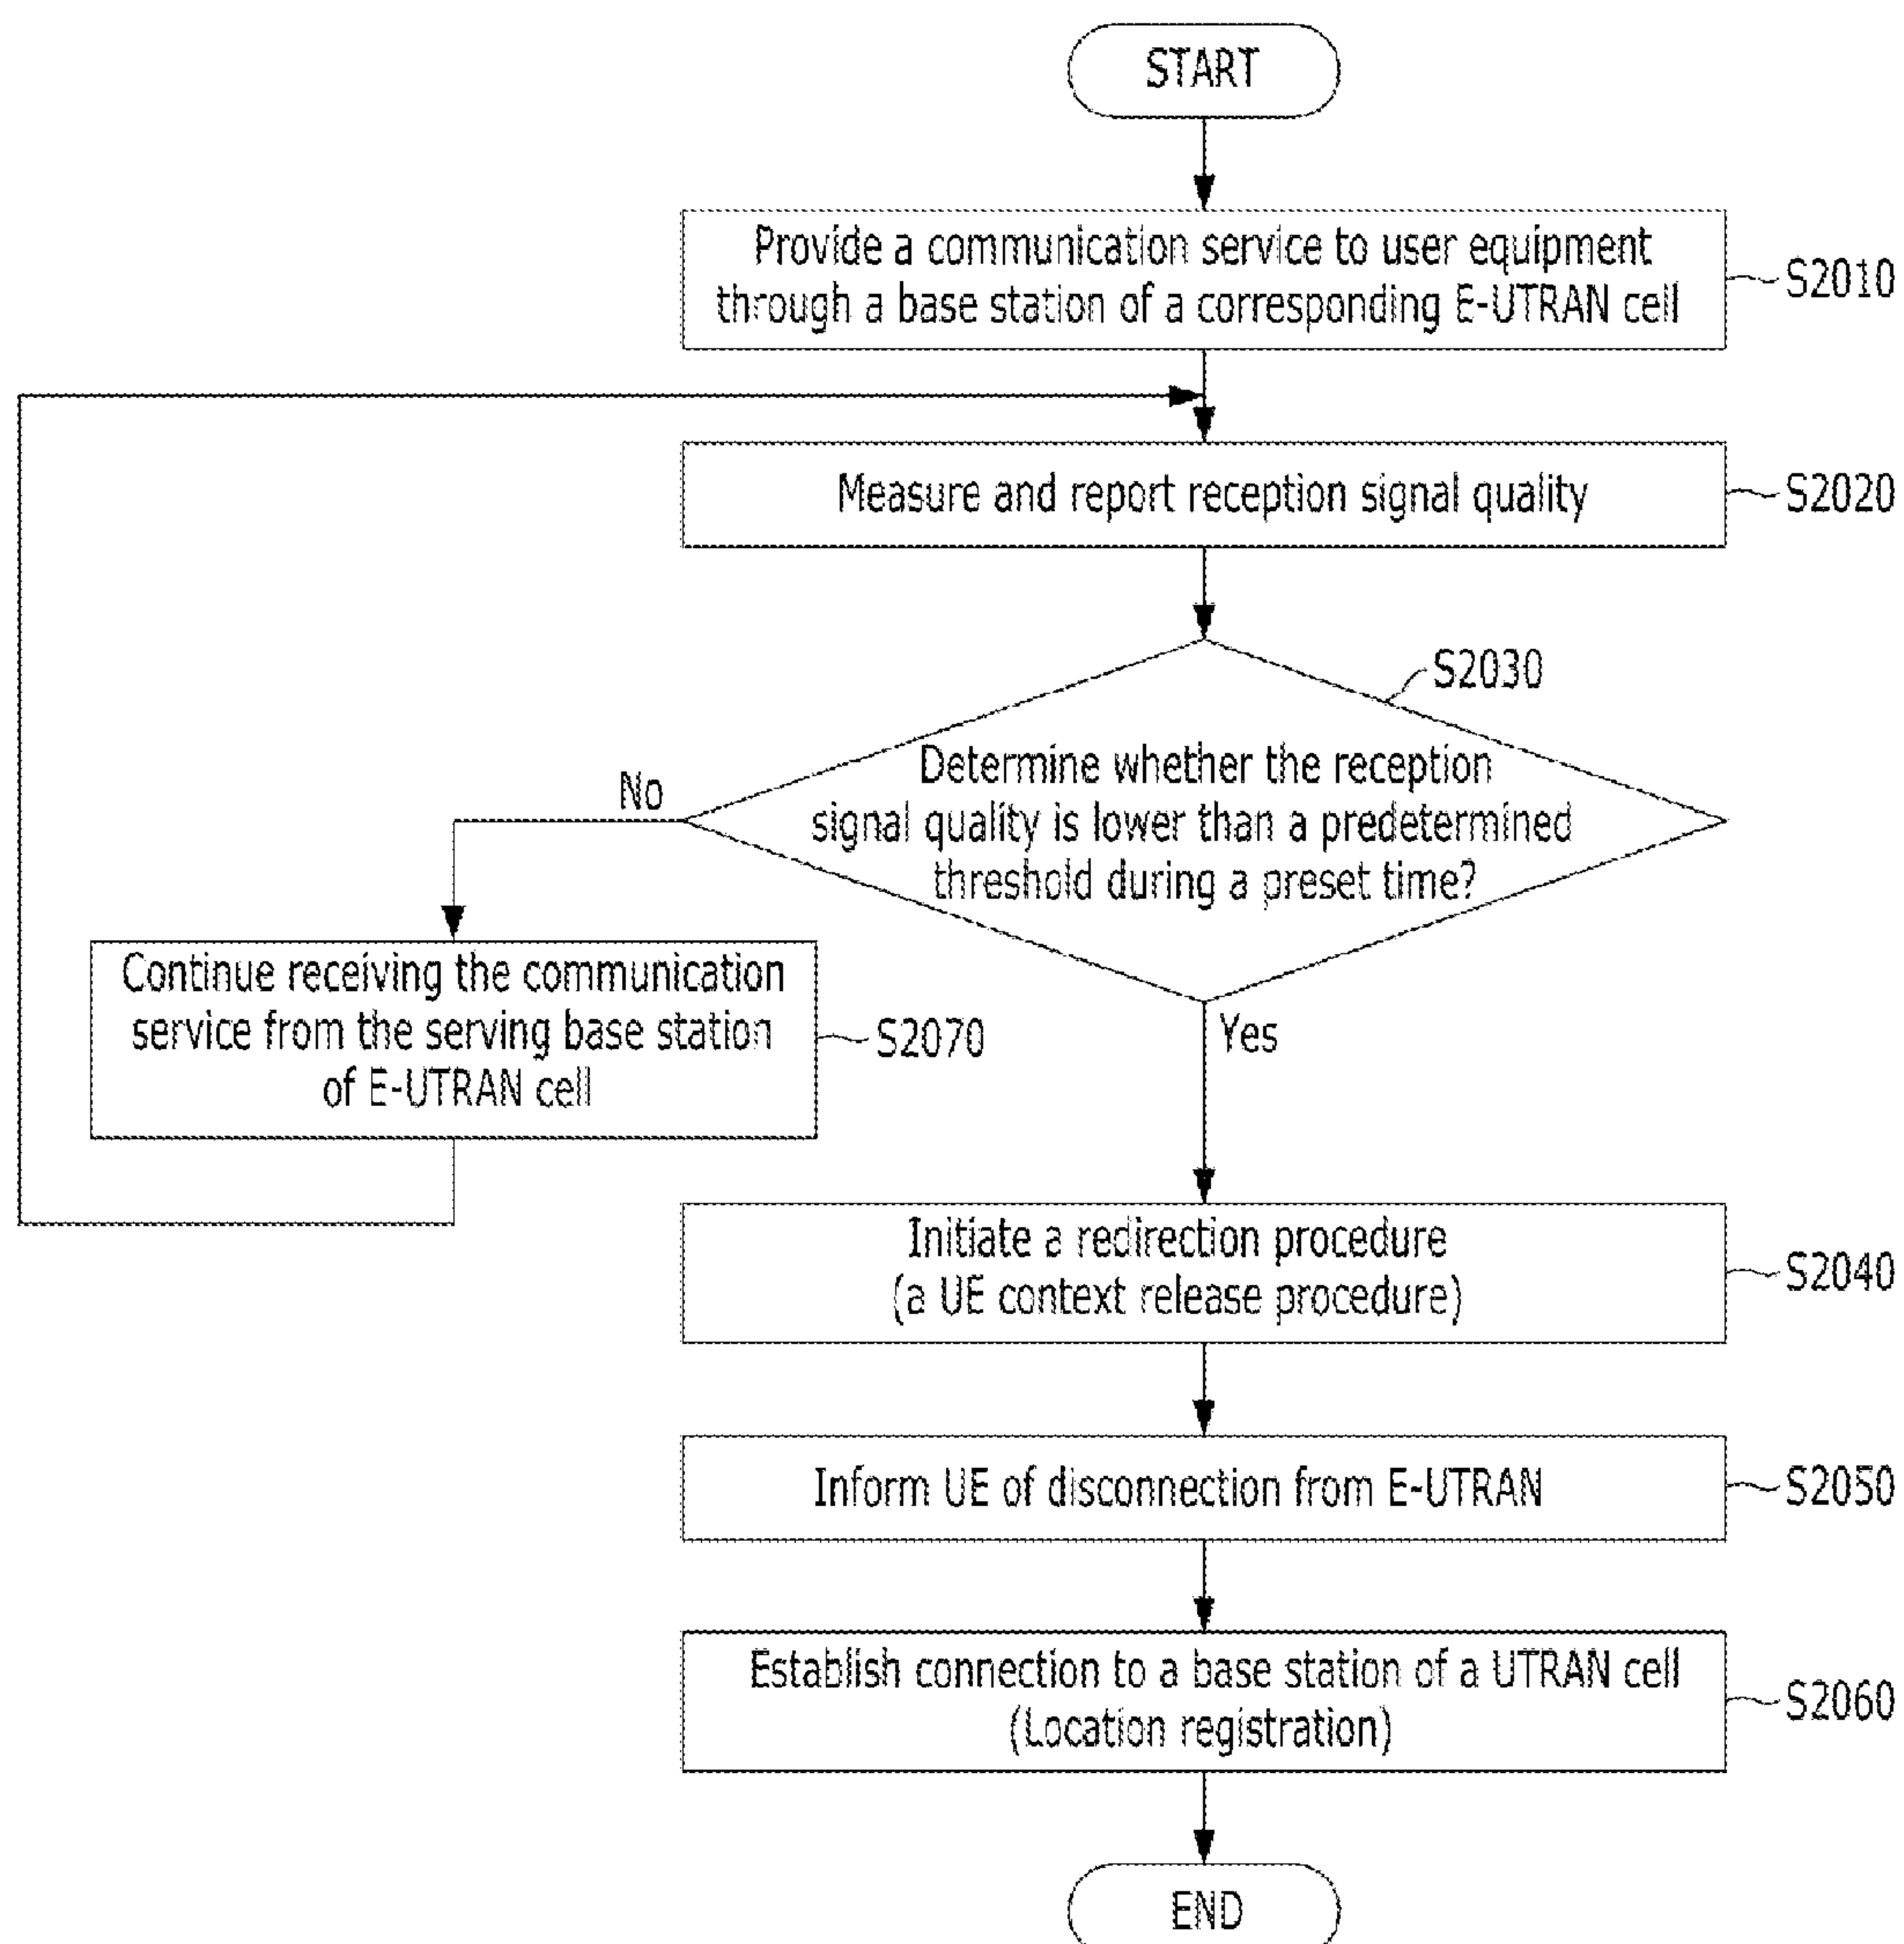 START
Provide a communication service to user equipment
through a base station of a corresponding E-UTRAN cell
S2010
Measure and report reception signal quality
S2020
S2030
Determine whether the reception
signal quality is lower than a predetermined
threshold during a preset time?
No
Yes
Continue receiving the communication
service from the serving base station
of E-UTRAN cell
S2070
Initiate a redirection procedure
(a UE context release procedure)
S2040
Inform UE of disconnection from E-UTRAN
S2050
Establish connection to a base station of a UTRAN cell
(Location registration)
S2060
END